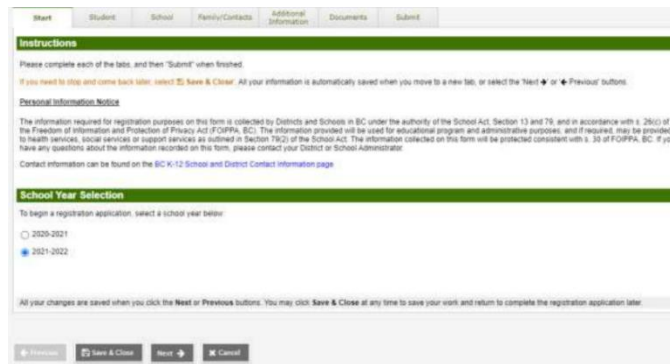 Start Student School Family/Contacts Additional Information Documents Submit
Instructions
Please complete each of the tabs, and then "Submit" when finished.
If you need to stop and come back later, select Save & Close. All your information is automatically saved when you move to a new tab, or select the 'Next →' or '← Previous' buttons.
Personal Information Notice
The information required for registration purposes on this form is collected by Districts and Schools in BC under the authority of the School Act, Section 13 and 79, and in accordance with s. 26(c) of
the Freedom of Information and Protection of Privacy Act (FOIPPA, BC). The information provided will be used for educational program and administrative purposes, and if required, may be provided
to health services, social services or support services as outlined in Section 79(2) of the School Act. The information collected on this form will be protected consistent with s. 30 of FOIPPA, BC. If yo
have any questions about the information recorded on this form, please contact your District or School Administrator.
Contact information can be found on the BC K-12 School and District Contact Information page
School Year Selection
To begin a registration application, select a school year below:
2020-2021
2021-2022
All your changes are saved when you click the Next or Previous buttons. You may click Save & Close at any time to save your work and return to complete the registration application later.
← Previous Save & Close Next → ✖ Cancel